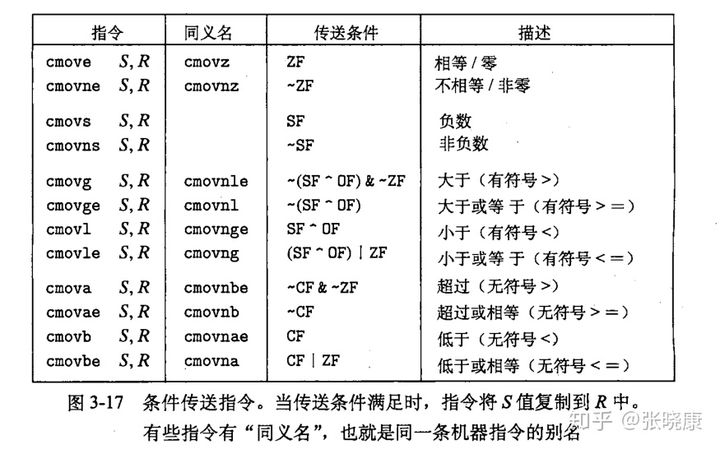 指令 同义名 传送条件 描述
cmove S, R cmovz ZF 相等 / 零
cmovne S, R cmovnz ~ZF 不相等 / 非零
cmovs S, R SF 负数
cmovns S, R ~SF 非负数
cmovg S, R cmovnle ~(SF ^ OF) & ~ZF 大于（有符号>）
cmovge S, R cmovnl ~(SF ^ OF) 大于或等 于（有符号>=）
cmovl S, R cmovnge SF ^ OF 小于（有符号<）
cmovle S, R cmovng (SF ^ OF) | ZF 小于或等 于（有符号<=）
cmova S, R cmovnbe ~CF & ~ZF 超过（无符号>）
cmovae S, R cmovnb ~CF 超过或相等（无符号>=）
cmovb S, R cmovnae CF 低于（无符号<）
cmovbe S, R cmovna CF | ZF 低于或相等（无符号<=）
图 3-17 条件传送指令。当传送条件满足时，指令将 S 值复制到 R 中。
有些指令有“同义名”，也就是同一条机器指令的别名
知乎 @张晓康